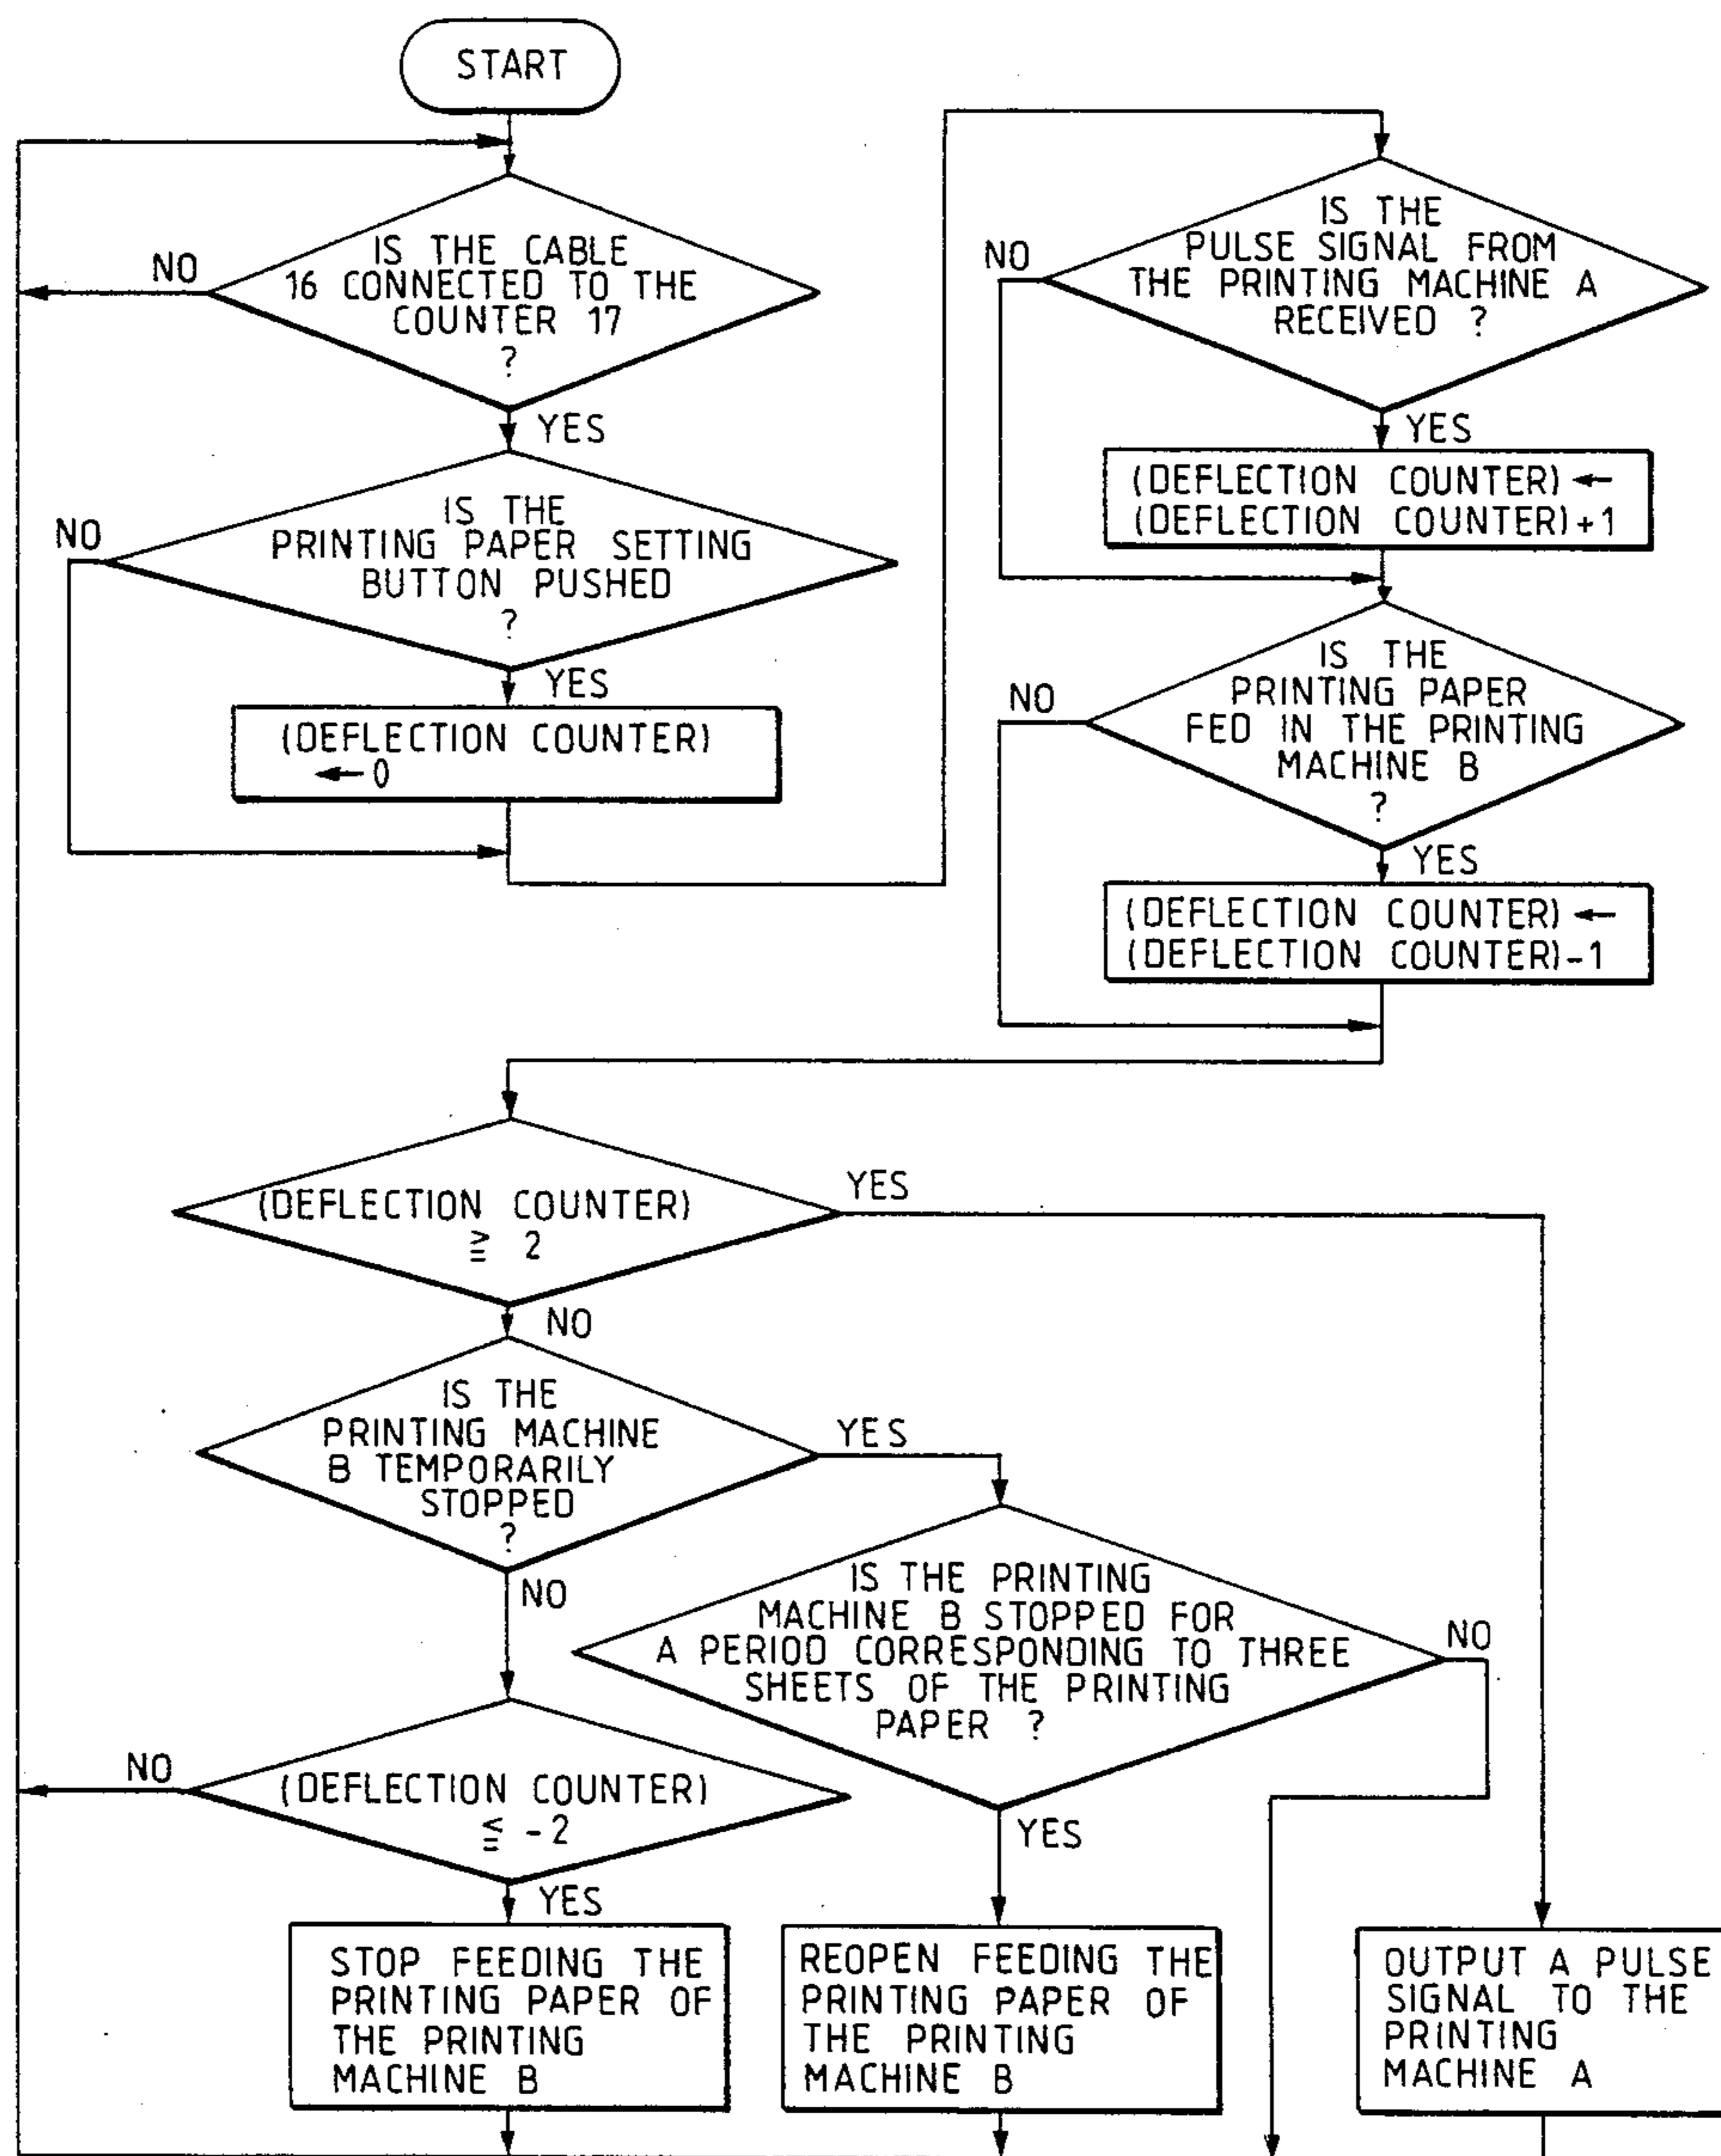 START
IS THE CABLE
16 CONNECTED TO THE
COUNTER 17
?
NO
YES
IS THE
PRINTING PAPER SETTING
BUTTON PUSHED
?
NO
YES
(DEFLECTION COUNTER)
← 0
IS THE
PULSE SIGNAL FROM
THE PRINTING MACHINE A
RECEIVED ?
NO
YES
(DEFLECTION COUNTER) ←
(DEFLECTION COUNTER)+1
IS THE
PRINTING PAPER
FED IN THE PRINTING
MACHINE B
?
NO
YES
(DEFLECTION COUNTER) ←
(DEFLECTION COUNTER)-1
(DEFLECTION COUNTER)
≧ 2
YES
NO
IS THE
PRINTING MACHINE
B TEMPORARILY
STOPPED
?
YES
NO
IS THE PRINTING
MACHINE B STOPPED FOR
A PERIOD CORRESPONDING TO THREE
SHEETS OF THE PRINTING
PAPER ?
NO
YES
(DEFLECTION COUNTER)
≦ -2
NO
YES
STOP FEEDING THE
PRINTING PAPER OF
THE PRINTING
MACHINE B
REOPEN FEEDING THE
PRINTING PAPER OF
THE PRINTING
MACHINE B
OUTPUT A PULSE
SIGNAL TO THE
PRINTING
MACHINE A